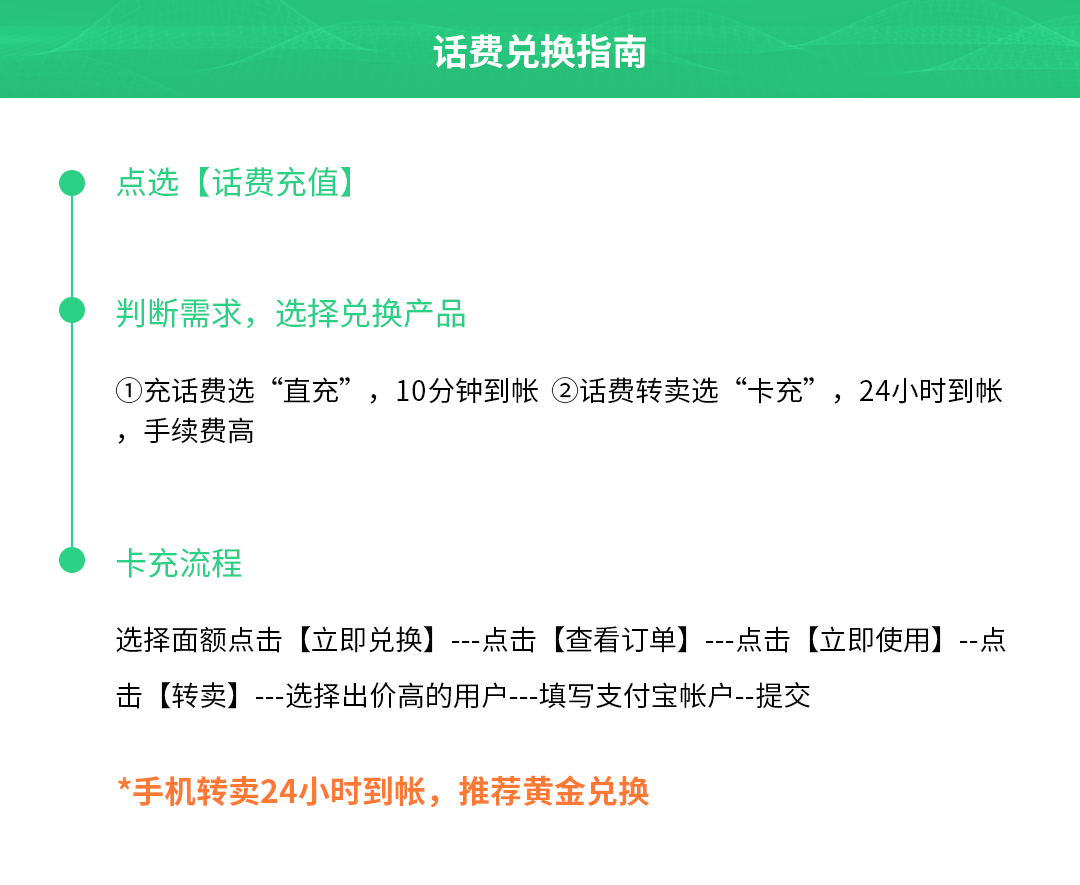 话费兑换指南
点选【话费充值】
判断需求，选择兑换产品
①充话费选“直充”，10分钟到帐 ②话费转卖选“卡充”，24小时到帐
，手续费高
卡充流程
选择面额点击【立即兑换】---点击【查看订单】---点击【立即使用】--点
击【转卖】---选择出价高的用户---填写支付宝帐户--提交
*手机转卖24小时到帐，推荐黄金兑换